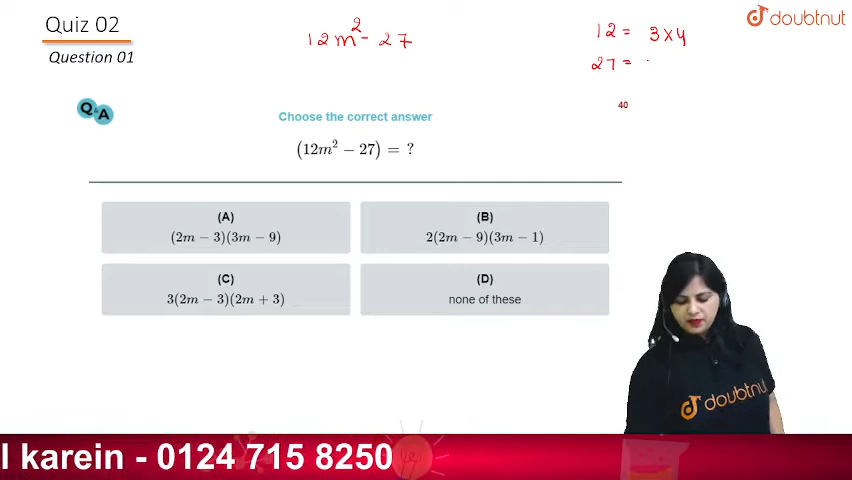 Quiz 02
Question 01
12m² - 27
12 = 3×4
27 =
doubtnut
Q&A
40
Choose the correct answer
(12m² − 27) = ?
(A)
(2m − 3)(3m − 9)
(B)
2(2m − 9)(3m − 1)
(C)
3(2m − 3)(2m + 3)
(D)
none of these
doubtnut
l karein - 0124 715 8250